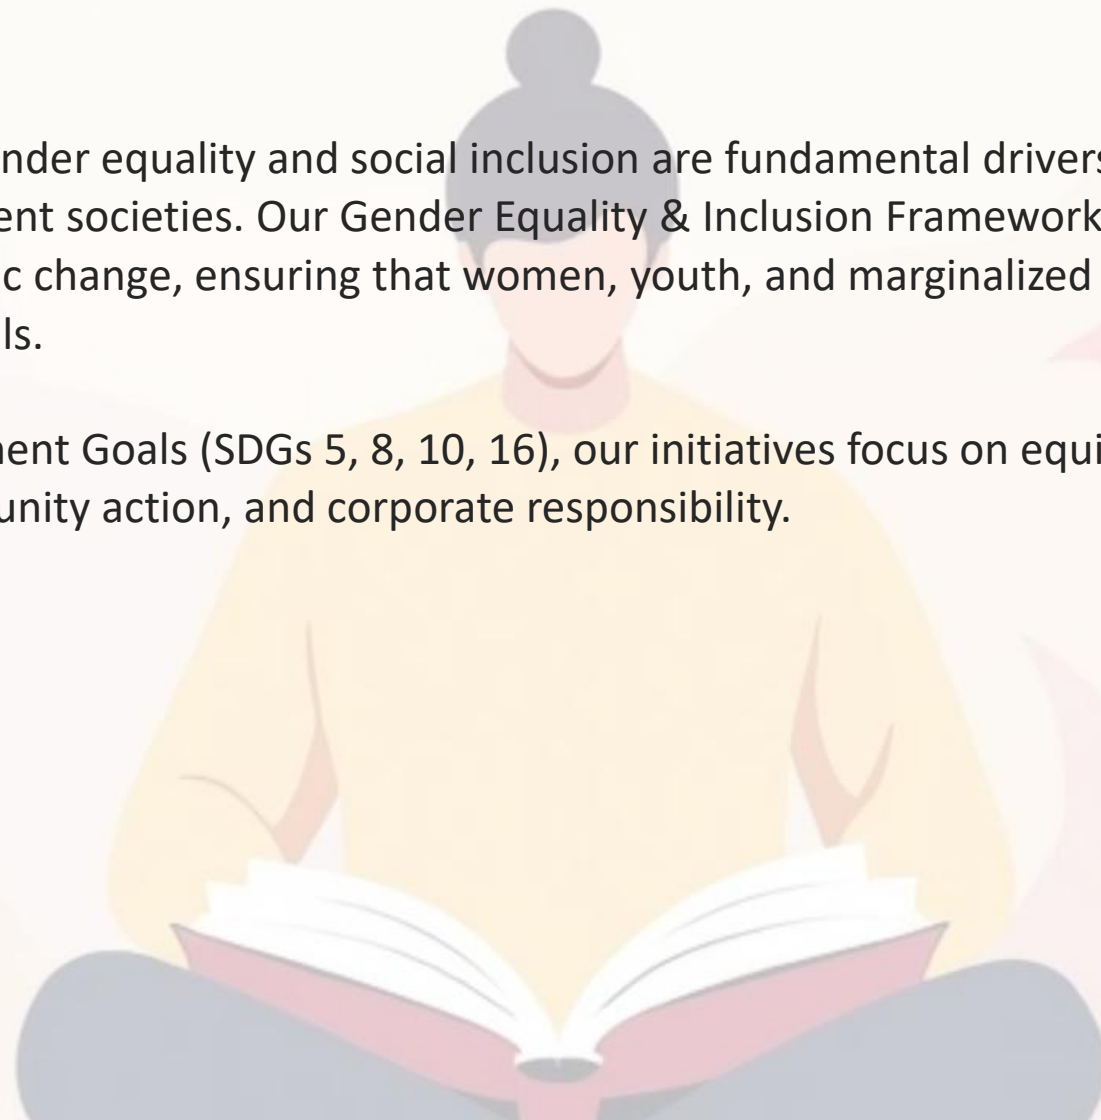 nder equality and social inclusion are fundamental drivers
ent societies. Our Gender Equality & Inclusion Framework
c change, ensuring that women, youth, and marginalized
ls.
ent Goals (SDGs 5, 8, 10, 16), our initiatives focus on equi
unity action, and corporate responsibility.